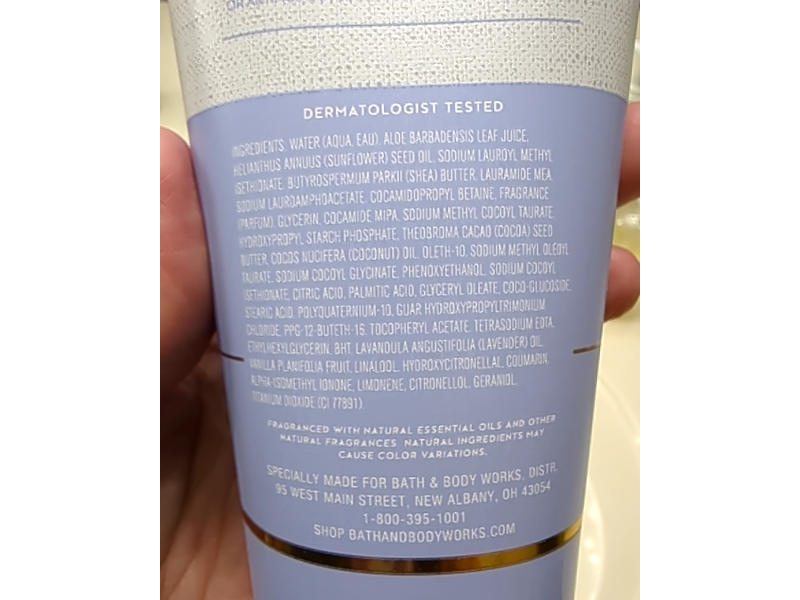 DERMATOLOGIST TESTED
INGREDIENTS: WATER (AQUA, EAU), ALOE BARBADENSIS LEAF JUICE,
HELIANTHUS ANNUUS (SUNFLOWER) SEED OIL, SODIUM LAUROYL METHYL
ISETHIONATE, BUTYROSPERMUM PARKII (SHEA) BUTTER, LAURAMIDE MEA,
SODIUM LAUROAMPHOACETATE, COCAMIDOPROPYL BETAINE, FRAGRANCE
(PARFUM), GLYCERIN, COCAMIDE MIPA, SODIUM METHYL COCOYL TAURATE,
HYDROXYPROPYL STARCH PHOSPHATE, THEOBROMA CACAO (COCOA) SEED
BUTTER, COCOS NUCIFERA (COCONUT) OIL, OLETH-10, SODIUM METHYL OLEOYL
TAURATE, SODIUM COCOYL GLYCINATE, PHENOXYETHANOL, SODIUM COCOYL
ISETHIONATE, CITRIC ACID, PALMITIC ACID, GLYCERYL OLEATE, COCO-GLUCOSIDE,
STEARIC ACID, POLYQUATERNIUM-10, GUAR HYDROXYPROPYLTRIMONIUM
CHLORIDE, PPG-12-BUTETH-16, TOCOPHERYL ACETATE, TETRASODIUM EDTA,
ETHYLHEXYLGLYCERIN, BHT, LAVANDULA ANGUSTIFOLIA (LAVENDER) OIL,
VANILLA PLANIFOLIA FRUIT, LINALOOL, HYDROXYCITRONELLAL, COUMARIN,
ALPHA-ISOMETHYL IONONE, LIMONENE, CITRONELLOL, GERANIOL,
TITANIUM DIOXIDE (CI 77891)
FRAGRANCED WITH NATURAL ESSENTIAL OILS AND OTHER
NATURAL FRAGRANCES. NATURAL INGREDIENTS MAY
CAUSE COLOR VARIATIONS.
SPECIALLY MADE FOR BATH & BODY WORKS, DISTR.
95 WEST MAIN STREET, NEW ALBANY, OH 43054
1-800-395-1001
SHOP BATHANDBODYWORKS.COM